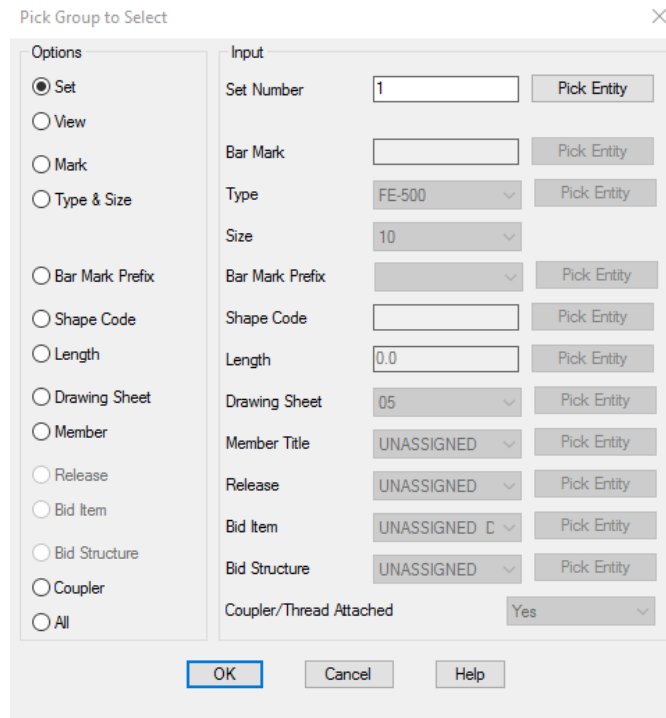 Pick Group to Select
Options
Set
View
Mark
Type & Size
Bar Mark Prefix
Shape Code
Length
Drawing Sheet
Member
Release
Bid Item
Bid Structure
Coupler
All
Input
Set Number 1 Pick Entity
Bar Mark Pick Entity
Type FE-500 Pick Entity
Size 10
Bar Mark Prefix Pick Entity
Shape Code Pick Entity
Length 0.0 Pick Entity
Drawing Sheet 05 Pick Entity
Member Title UNASSIGNED Pick Entity
Release UNASSIGNED Pick Entity
Bid Item UNASSIGNED D Pick Entity
Bid Structure UNASSIGNED Pick Entity
Coupler/Thread Attached Yes
OK Cancel Help